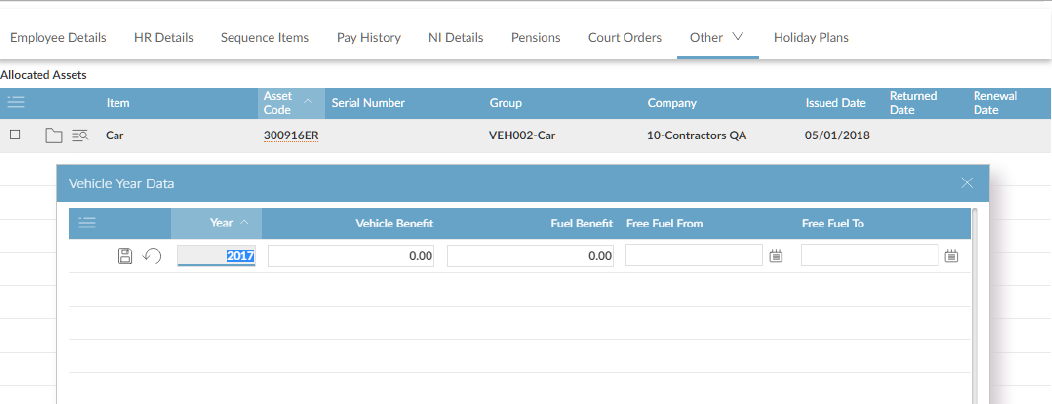 Employee Details HR Details Sequence Items Pay History NI Details Pensions Court Orders Other Holiday Plans
Allocated Assets
Item Asset Code Serial Number Group Company Issued Date Returned Date Renewal Date
Car 300916ER VEH002-Car 10-Contractors QA 05/01/2018
Vehicle Year Data
Year Vehicle Benefit Fuel Benefit Free Fuel From Free Fuel To
2017 0.00 0.00